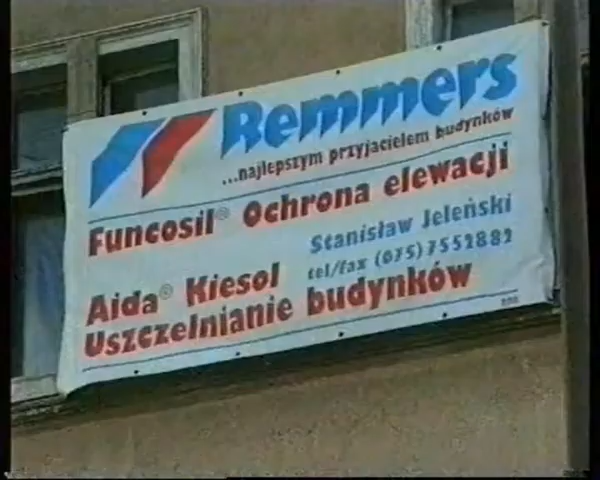 Remmers
...najlepszym przyjacielem budynków
Funcosil® Ochrona elewacji
Stanisław Jeleński
Aida® Kiesol tel/fax (075) 7552882
Uszczelnianie budynków